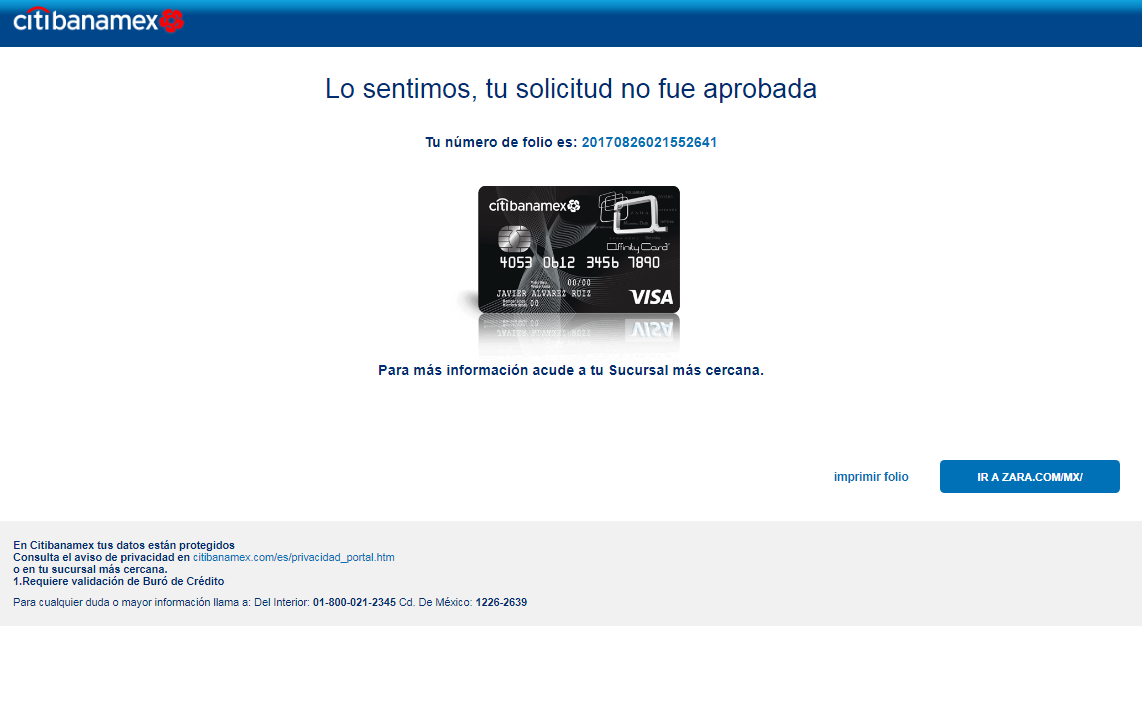 citibanamex
Lo sentimos, tu solicitud no fue aprobada
Tu número de folio es: 20170826021552641
citibanamex
Affinity Card
4053 0612 3456 7890
00/00
JAVIER ALVAREZ RUIZ
00
VISA
Para más información acude a tu Sucursal más cercana.
imprimir folio
IR A ZARA.COM/MX/
En Citibanamex tus datos están protegidos
Consulta el aviso de privacidad en citibanamex.com/es/privacidad_portal.htm
o en tu sucursal más cercana.
1.Requiere validación de Buró de Crédito
Para cualquier duda o mayor información llama a: Del Interior: 01-800-021-2345 Cd. De México: 1226-2639